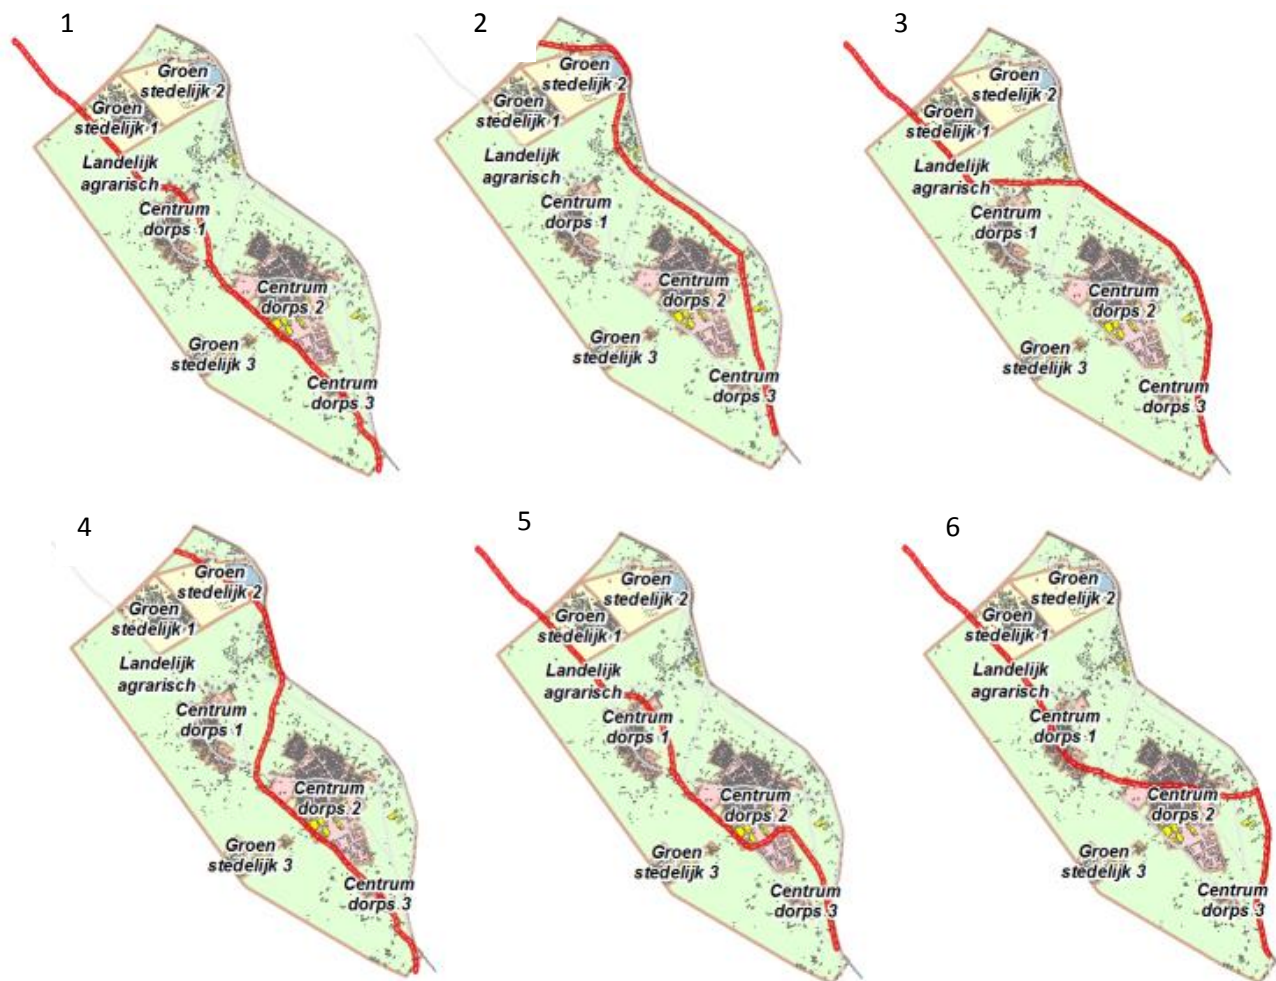 1
Groen
stedelijk 2
Groen
stedelijk 1
Landelijk
agrarisch
Centrum
dorps 1
Centrum
dorps 2
Groen
stedelijk 3
Centrum
dorps 3
2
Groen
stedelijk 2
Groen
stedelijk 1
Landelijk
agrarisch
Centrum
dorps 1
Centrum
dorps 2
Groen
stedelijk 3
Centrum
dorps 3
3
Groen
stedelijk 2
Groen
stedelijk 1
Landelijk
agrarisch
Centrum
dorps 1
Centrum
dorps 2
Groen
stedelijk 3
Centrum
dorps 3
4
Groen
stedelijk 2
Groen
stedelijk 1
Landelijk
agrarisch
Centrum
dorps 1
Centrum
dorps 2
Groen
stedelijk 3
Centrum
dorps 3
5
Groen
stedelijk 2
Groen
stedelijk 1
Landelijk
agrarisch
Centrum
dorps 1
Centrum
dorps 2
Groen
stedelijk 3
Centrum
dorps 3
6
Groen
stedelijk 2
Groen
stedelijk 1
Landelijk
agrarisch
Centrum
dorps 1
Centrum
dorps 2
Groen
stedelijk 3
Centrum
dorps 3